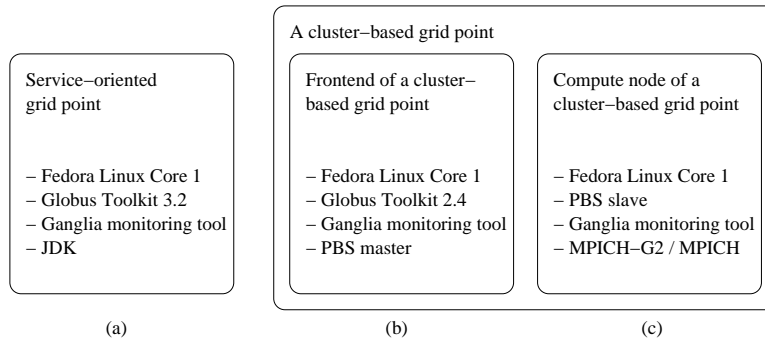 A cluster−based grid point
Service−oriented
grid point
− Fedora Linux Core 1
− Globus Toolkit 3.2
− Ganglia monitoring tool
− JDK
Frontend of a cluster−
based grid point
− Fedora Linux Core 1
− Globus Toolkit 2.4
− Ganglia monitoring tool
− PBS master
Compute node of a
cluster−based grid point
− Fedora Linux Core 1
− PBS slave
− Ganglia monitoring tool
− MPICH−G2 / MPICH
(a)
(b)
(c)